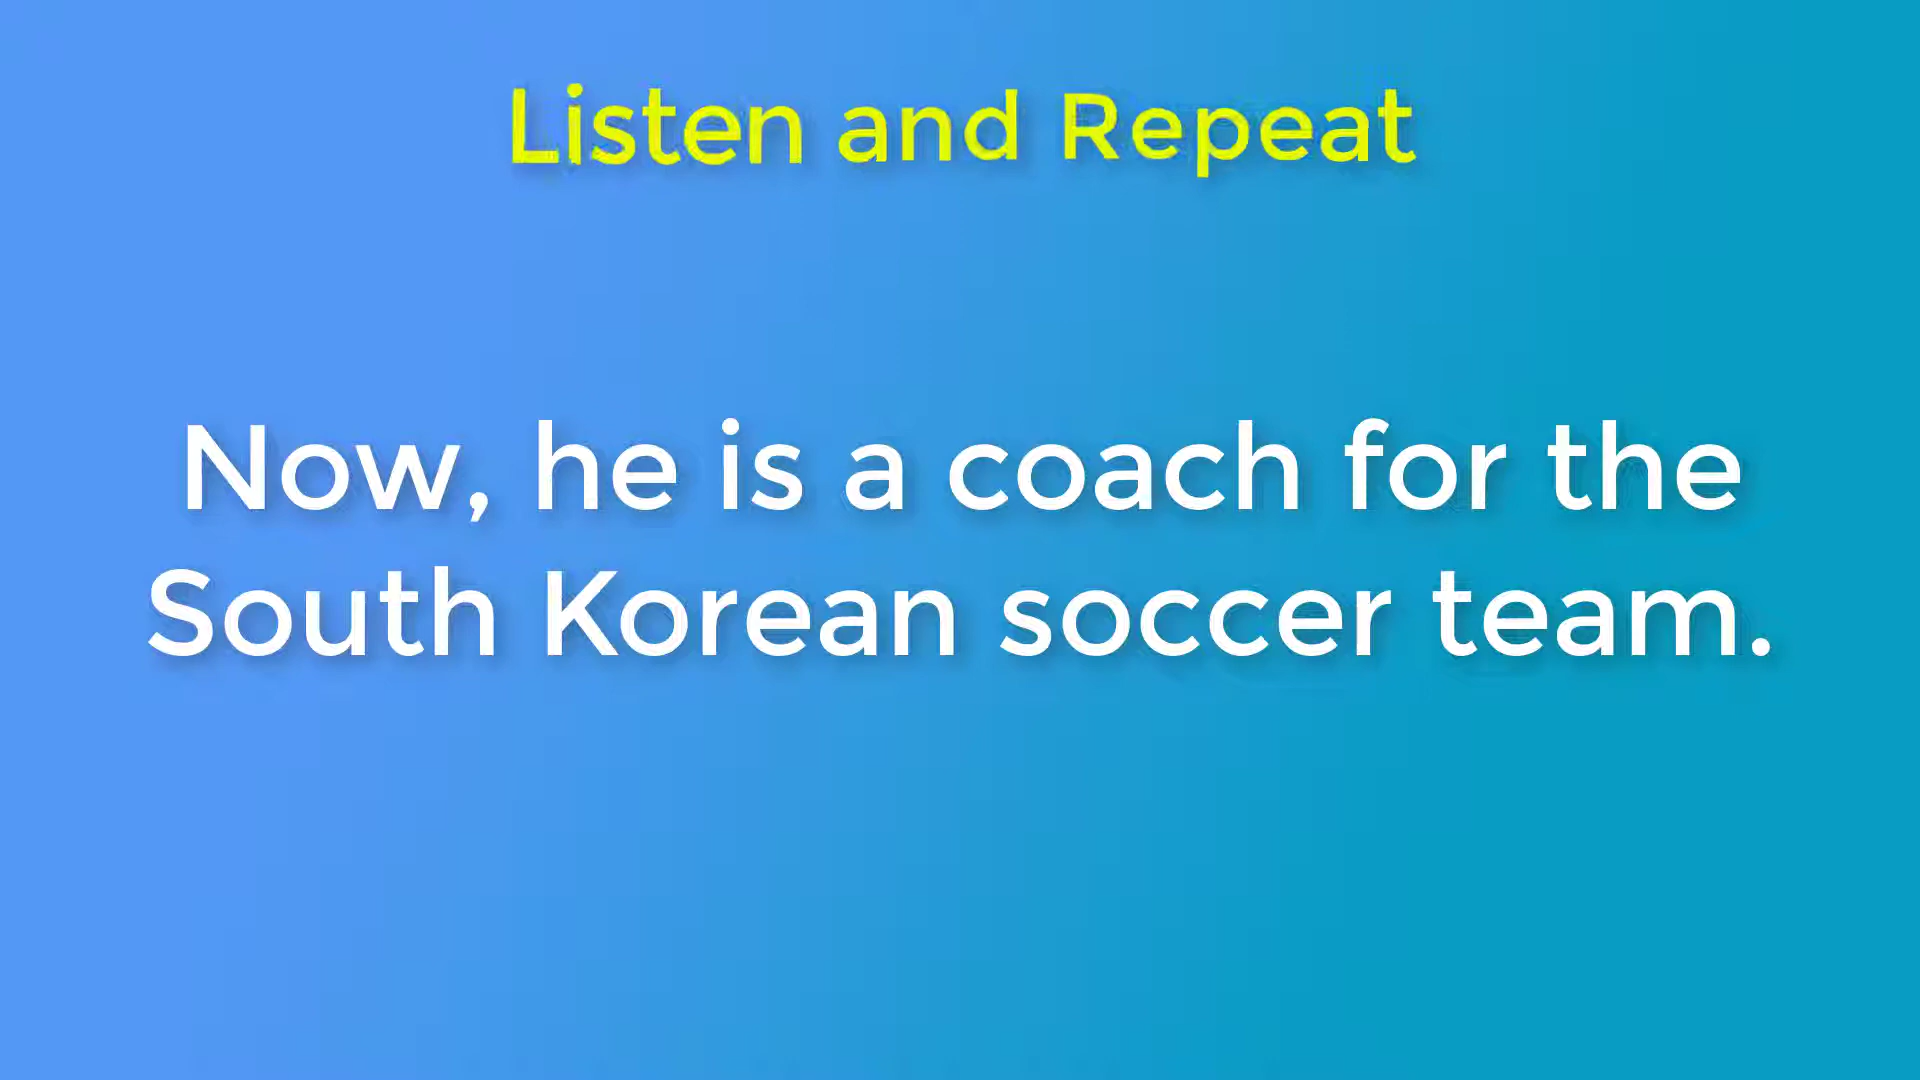 Listen and Repeat
Now, he is a coach for the
South Korean soccer team.